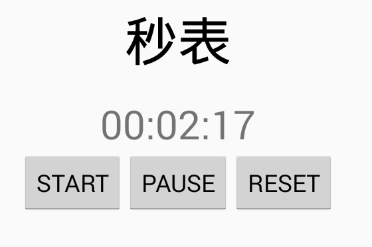 秒表
00:02:17
START PAUSE RESET